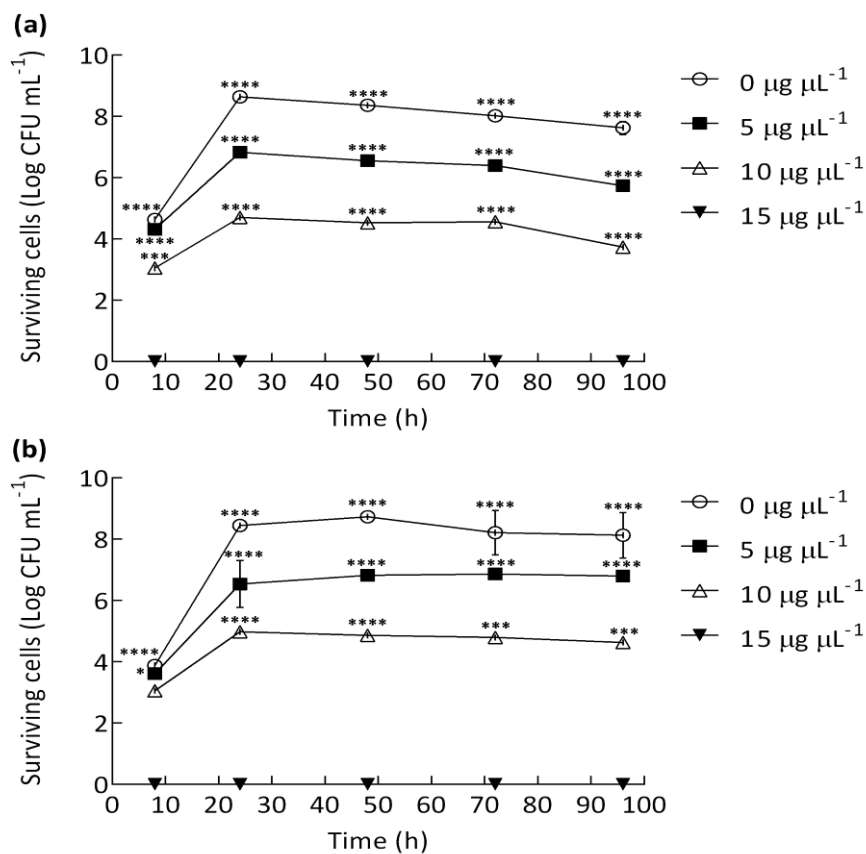 (a)
Surviving cells (Log CFU mL⁻¹)
10
8
6
4
2
0
**** **** **** **** ****
**** **** **** ****
****
*** **** **** **** ****
0 10 20 30 40 50 60 70 80 90 100
Time (h)
0 µg µL⁻¹
5 µg µL⁻¹
10 µg µL⁻¹
15 µg µL⁻¹
(b)
Surviving cells (Log CFU mL⁻¹)
10
8
6
4
2
0
**** **** **** **** ****
* **** **** **** ****
**** **** *** ***
0 10 20 30 40 50 60 70 80 90 100
Time (h)
0 µg µL⁻¹
5 µg µL⁻¹
10 µg µL⁻¹
15 µg µL⁻¹